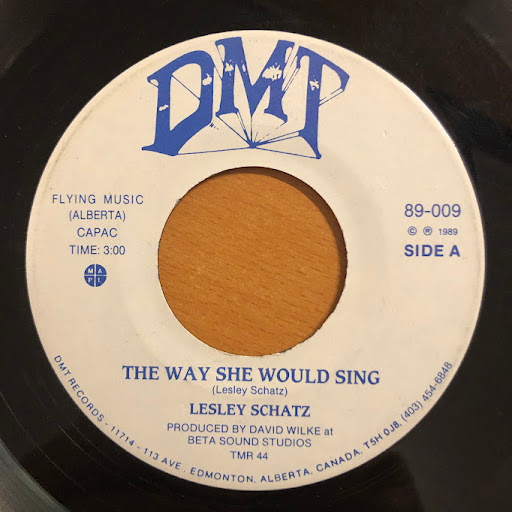 DMT
FLYING MUSIC
(ALBERTA)
CAPAC
TIME: 3:00
M A
P L
89-009
© ℗ 1989
SIDE A
THE WAY SHE WOULD SING
(Lesley Schatz)
LESLEY SCHATZ
PRODUCED BY DAVID WILKE at
BETA SOUND STUDIOS
TMR 44
DMT RECORDS - 11714 - 113 AVE. EDMONTON, ALBERTA, CANADA, T5H 0J8, (403) 454-6848